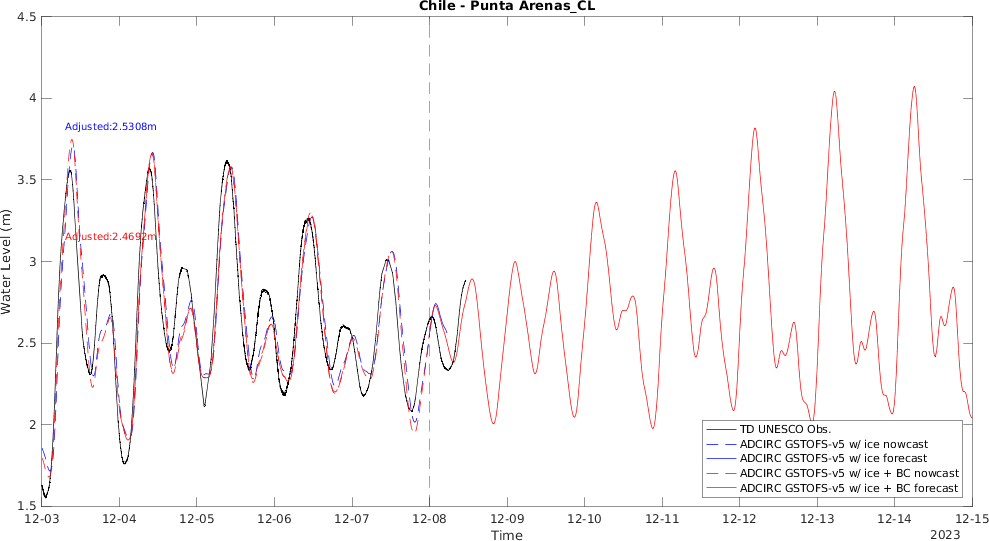 Chile - Punta Arenas_CL
4.5
4
3.5
3
2.5
2
1.5
Water Level (m)
Adjusted:2.5308m
Adjusted:2.4692m
TD UNESCO Obs.
ADCIRC GSTOFS-v5 w/ ice nowcast
ADCIRC GSTOFS-v5 w/ ice forecast
ADCIRC GSTOFS-v5 w/ ice + BC nowcast
ADCIRC GSTOFS-v5 w/ ice + BC forecast
12-03 12-04 12-05 12-06 12-07 12-08 12-09 12-10 12-11 12-12 12-13 12-14 12-15
Time
2023